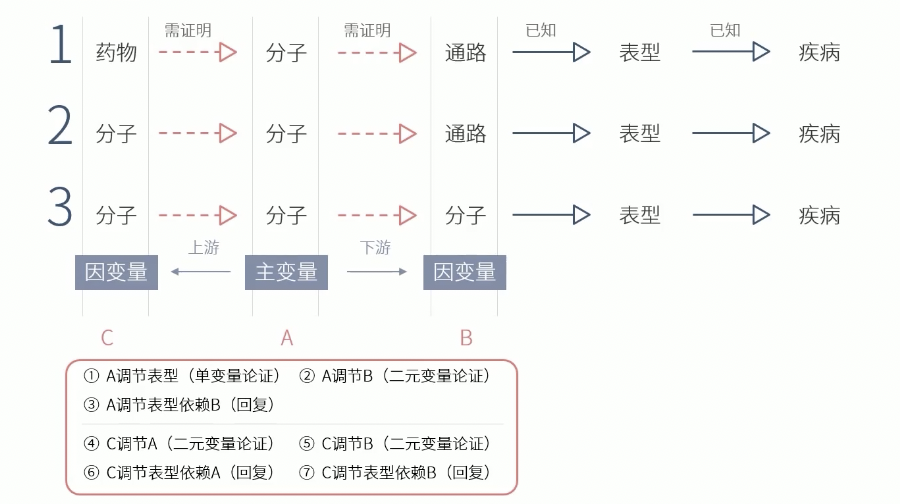 需证明 需证明 已知 已知
1 药物 分子 通路 表型 疾病
2 分子 分子 通路 表型 疾病
3 分子 分子 分子 表型 疾病
上游 下游
因变量 主变量 因变量
C A B
① A调节表型（单变量论证） ② A调节B（二元变量论证）
③ A调节表型依赖B（回复）
④ C调节A（二元变量论证） ⑤ C调节B（二元变量论证）
⑥ C调节表型依赖A（回复） ⑦ C调节表型依赖B（回复）